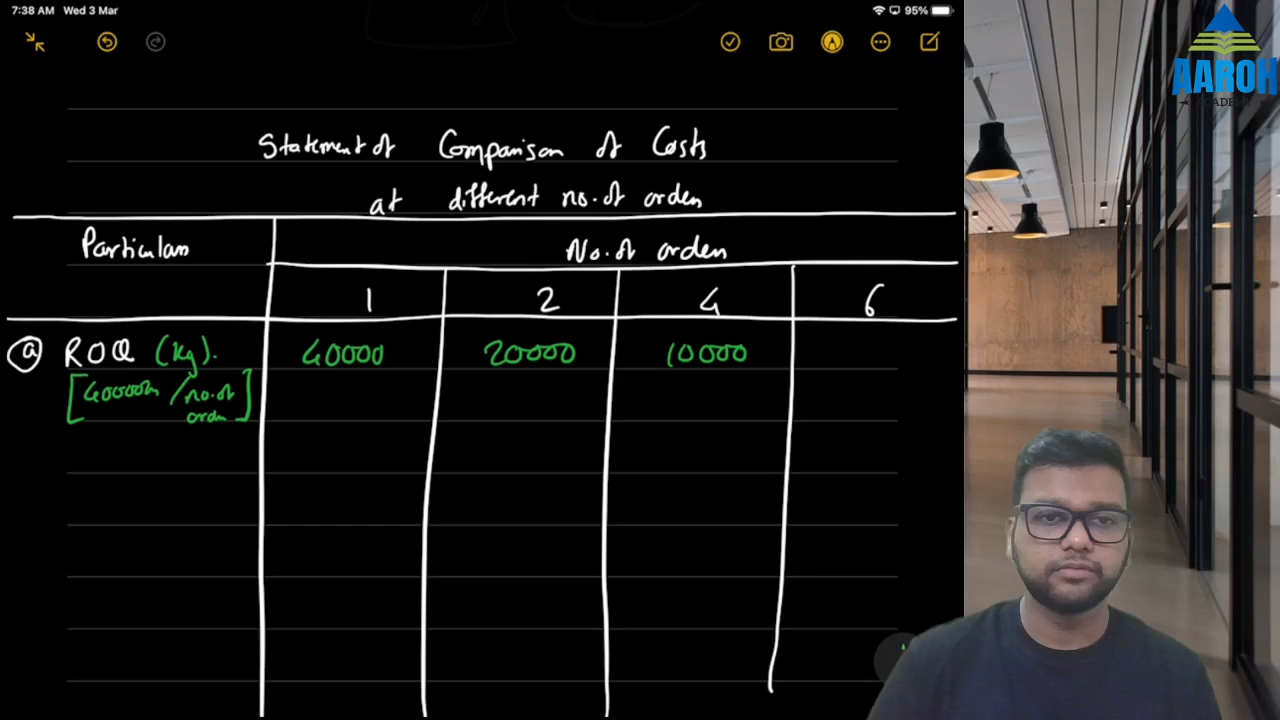 7:38 AM Wed 3 Mar
95%
AAROH
ACADEMY
Statement of Comparison of Costs
at different no. of orders
Particulars
No. of orders
1 2 4 6
(a) ROQ (kg). 40000 20000 10000
[40000 / no. of
orders]